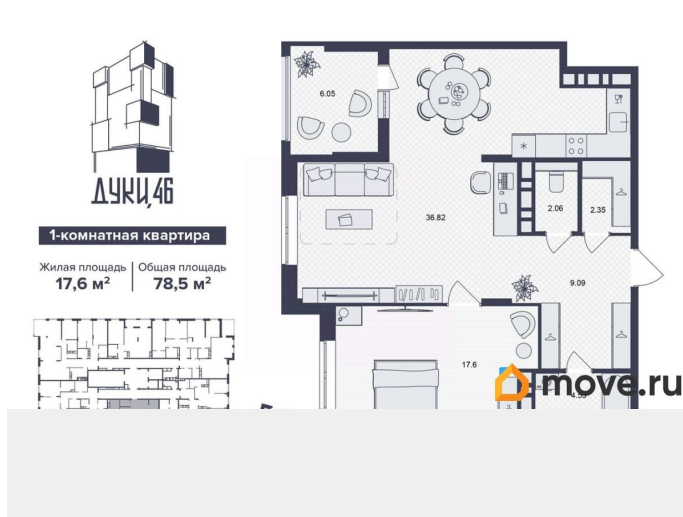 ДУКИ, 46
1-комнатная квартира
Жилая площадь
17,6 м²
Общая площадь
78,5 м²
6.05
36.82
2.06
2.35
9.09
17.6
move.ru